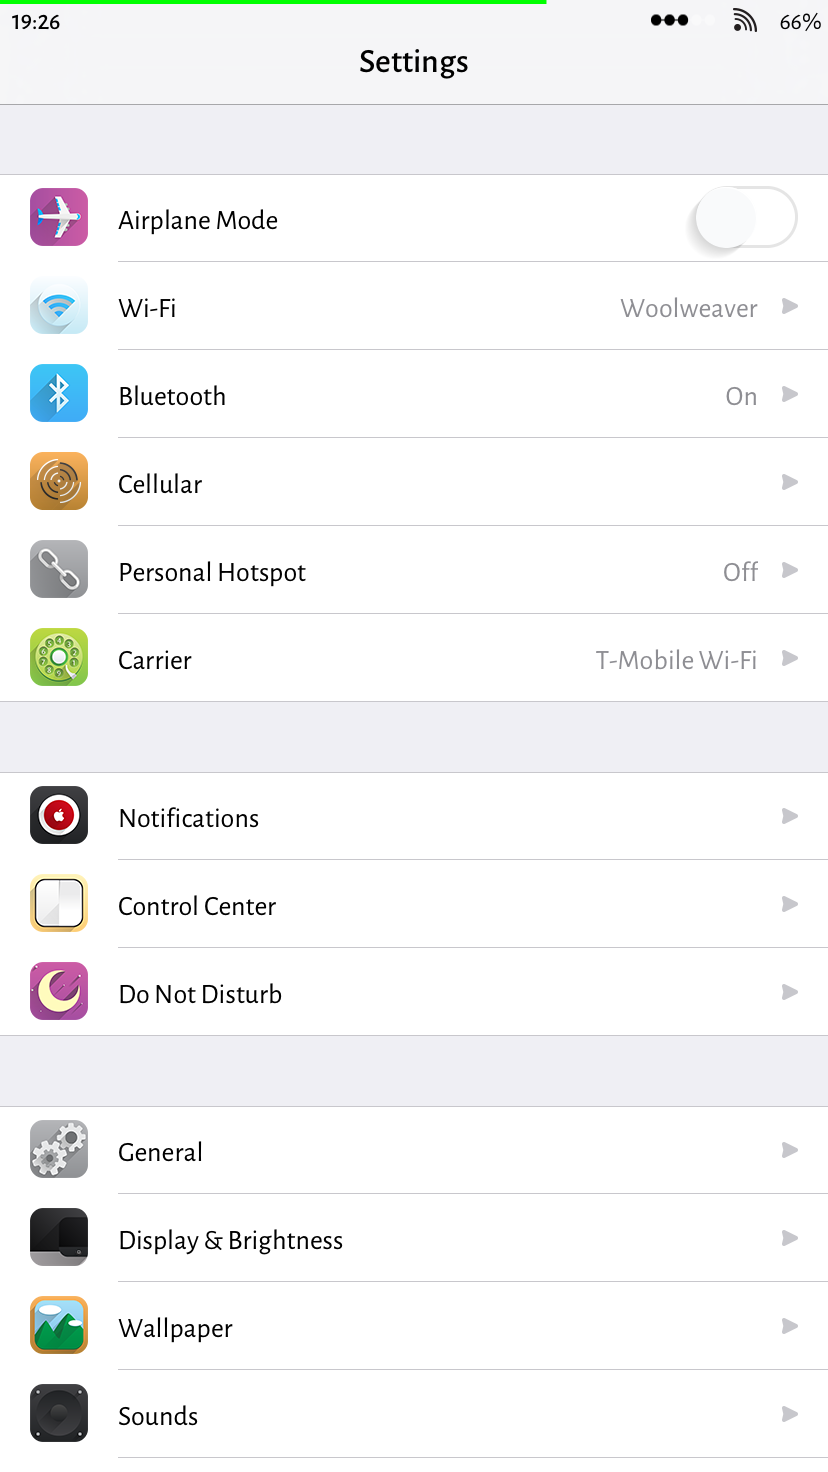 19:26 66%
Settings
Airplane Mode
Wi-Fi Woolweaver
Bluetooth On
Cellular
Personal Hotspot Off
Carrier T-Mobile Wi-Fi
Notifications
Control Center
Do Not Disturb
General
Display & Brightness
Wallpaper
Sounds